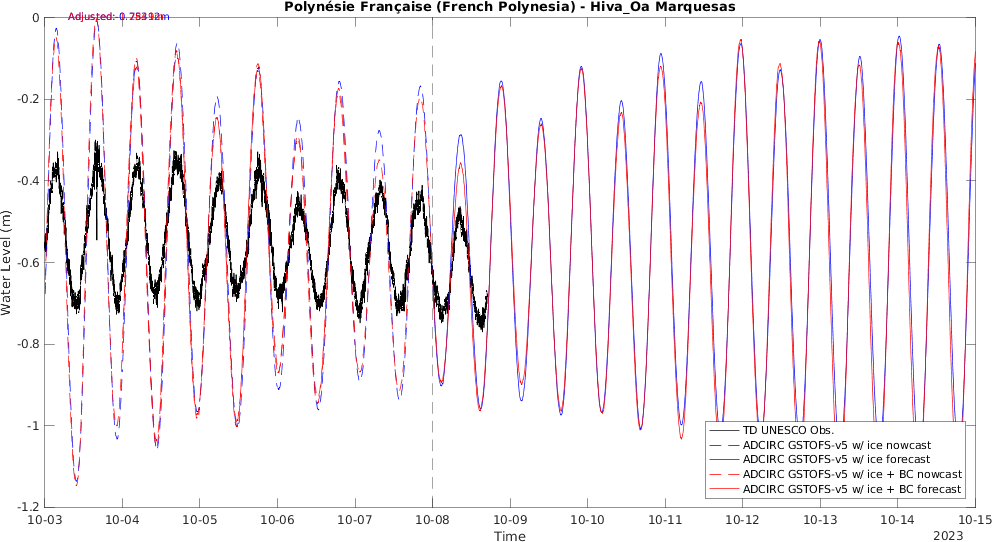 Polynésie Française (French Polynesia) - Hiva_Oa Marquesas
Adjusted:
0
-0.2
-0.4
-0.6
-0.8
-1
-1.2
Water Level (m)
10-03 10-04 10-05 10-06 10-07 10-08 10-09 10-10 10-11 10-12 10-13 10-14 10-15
Time
2023
TD UNESCO Obs.
ADCIRC GSTOFS-v5 w/ ice nowcast
ADCIRC GSTOFS-v5 w/ ice forecast
ADCIRC GSTOFS-v5 w/ ice + BC nowcast
ADCIRC GSTOFS-v5 w/ ice + BC forecast